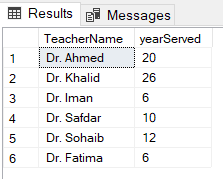 Results Messages
TeacherName yearServed
1 Dr. Ahmed 20
2 Dr. Khalid 26
3 Dr. Iman 6
4 Dr. Safdar 10
5 Dr. Sohaib 12
6 Dr. Fatima 6